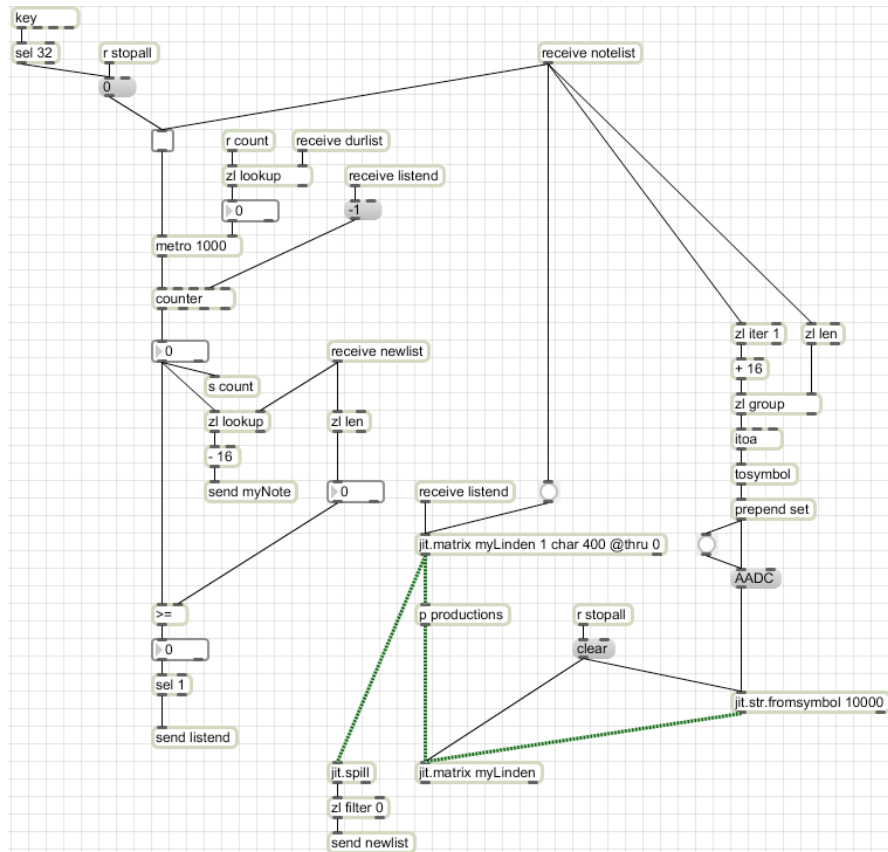 key
sel 32
r stopall
receive notelist
0
r count
receive durlist
zl lookup
receive listend
0
-1
metro 1000
counter
zl iter 1
zl len
0
receive newlist
+ 16
s count
zl group
zl lookup
zl len
itoa
- 16
tosymbol
send myNote
0
receive listend
prepend set
jit.matrix myLinden 1 char 400 @thru 0
AADC
>=
p productions
r stopall
0
clear
sel 1
jit.str.fromsymbol 10000
send listend
jit.spill
jit.matrix myLinden
zl filter 0
send newlist